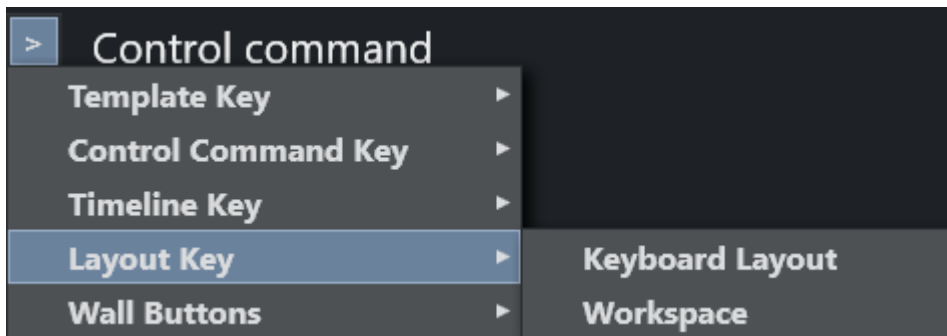 > Control command
Template Key
Control Command Key
Timeline Key
Layout Key
Keyboard Layout
Wall Buttons
Workspace